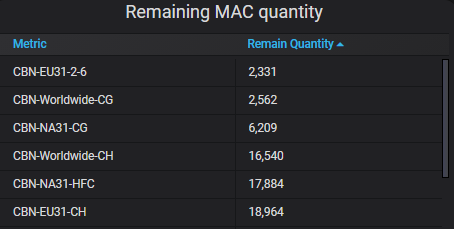 Remaining MAC quantity
Metric Remain Quantity
CBN-EU31-2-6 2,331
CBN-Worldwide-CG 2,562
CBN-NA31-CG 6,209
CBN-Worldwide-CH 16,540
CBN-NA31-HFC 17,884
CBN-EU31-CH 18,964